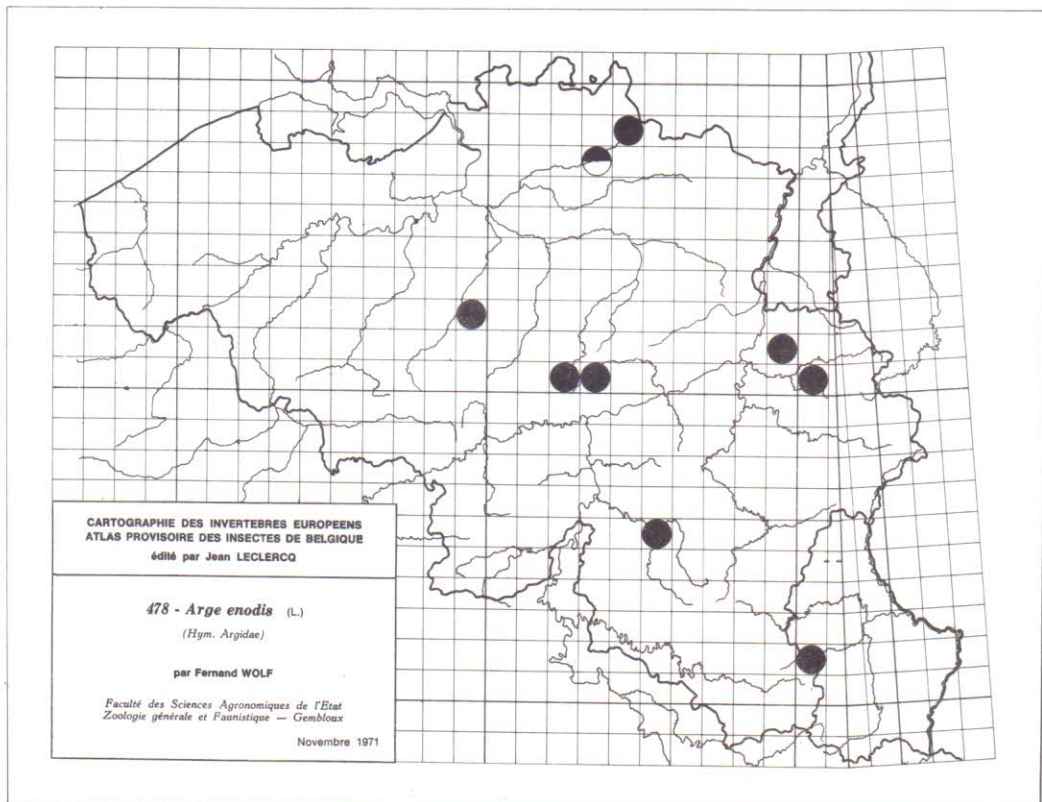 CARTOGRAPHIE DES INVERTEBRES EUROPEENS
ATLAS PROVISOIRE DES INSECTES DE BELGIQUE
édité par Jean LECLERCQ
478 - Arge enodis (L.)
(Hym. Argidae)
par Fernand WOLF
Faculté des Sciences Agronomiques de l'Etat
Zoologie générale et Faunistique — Gembloux
Novembre 1971